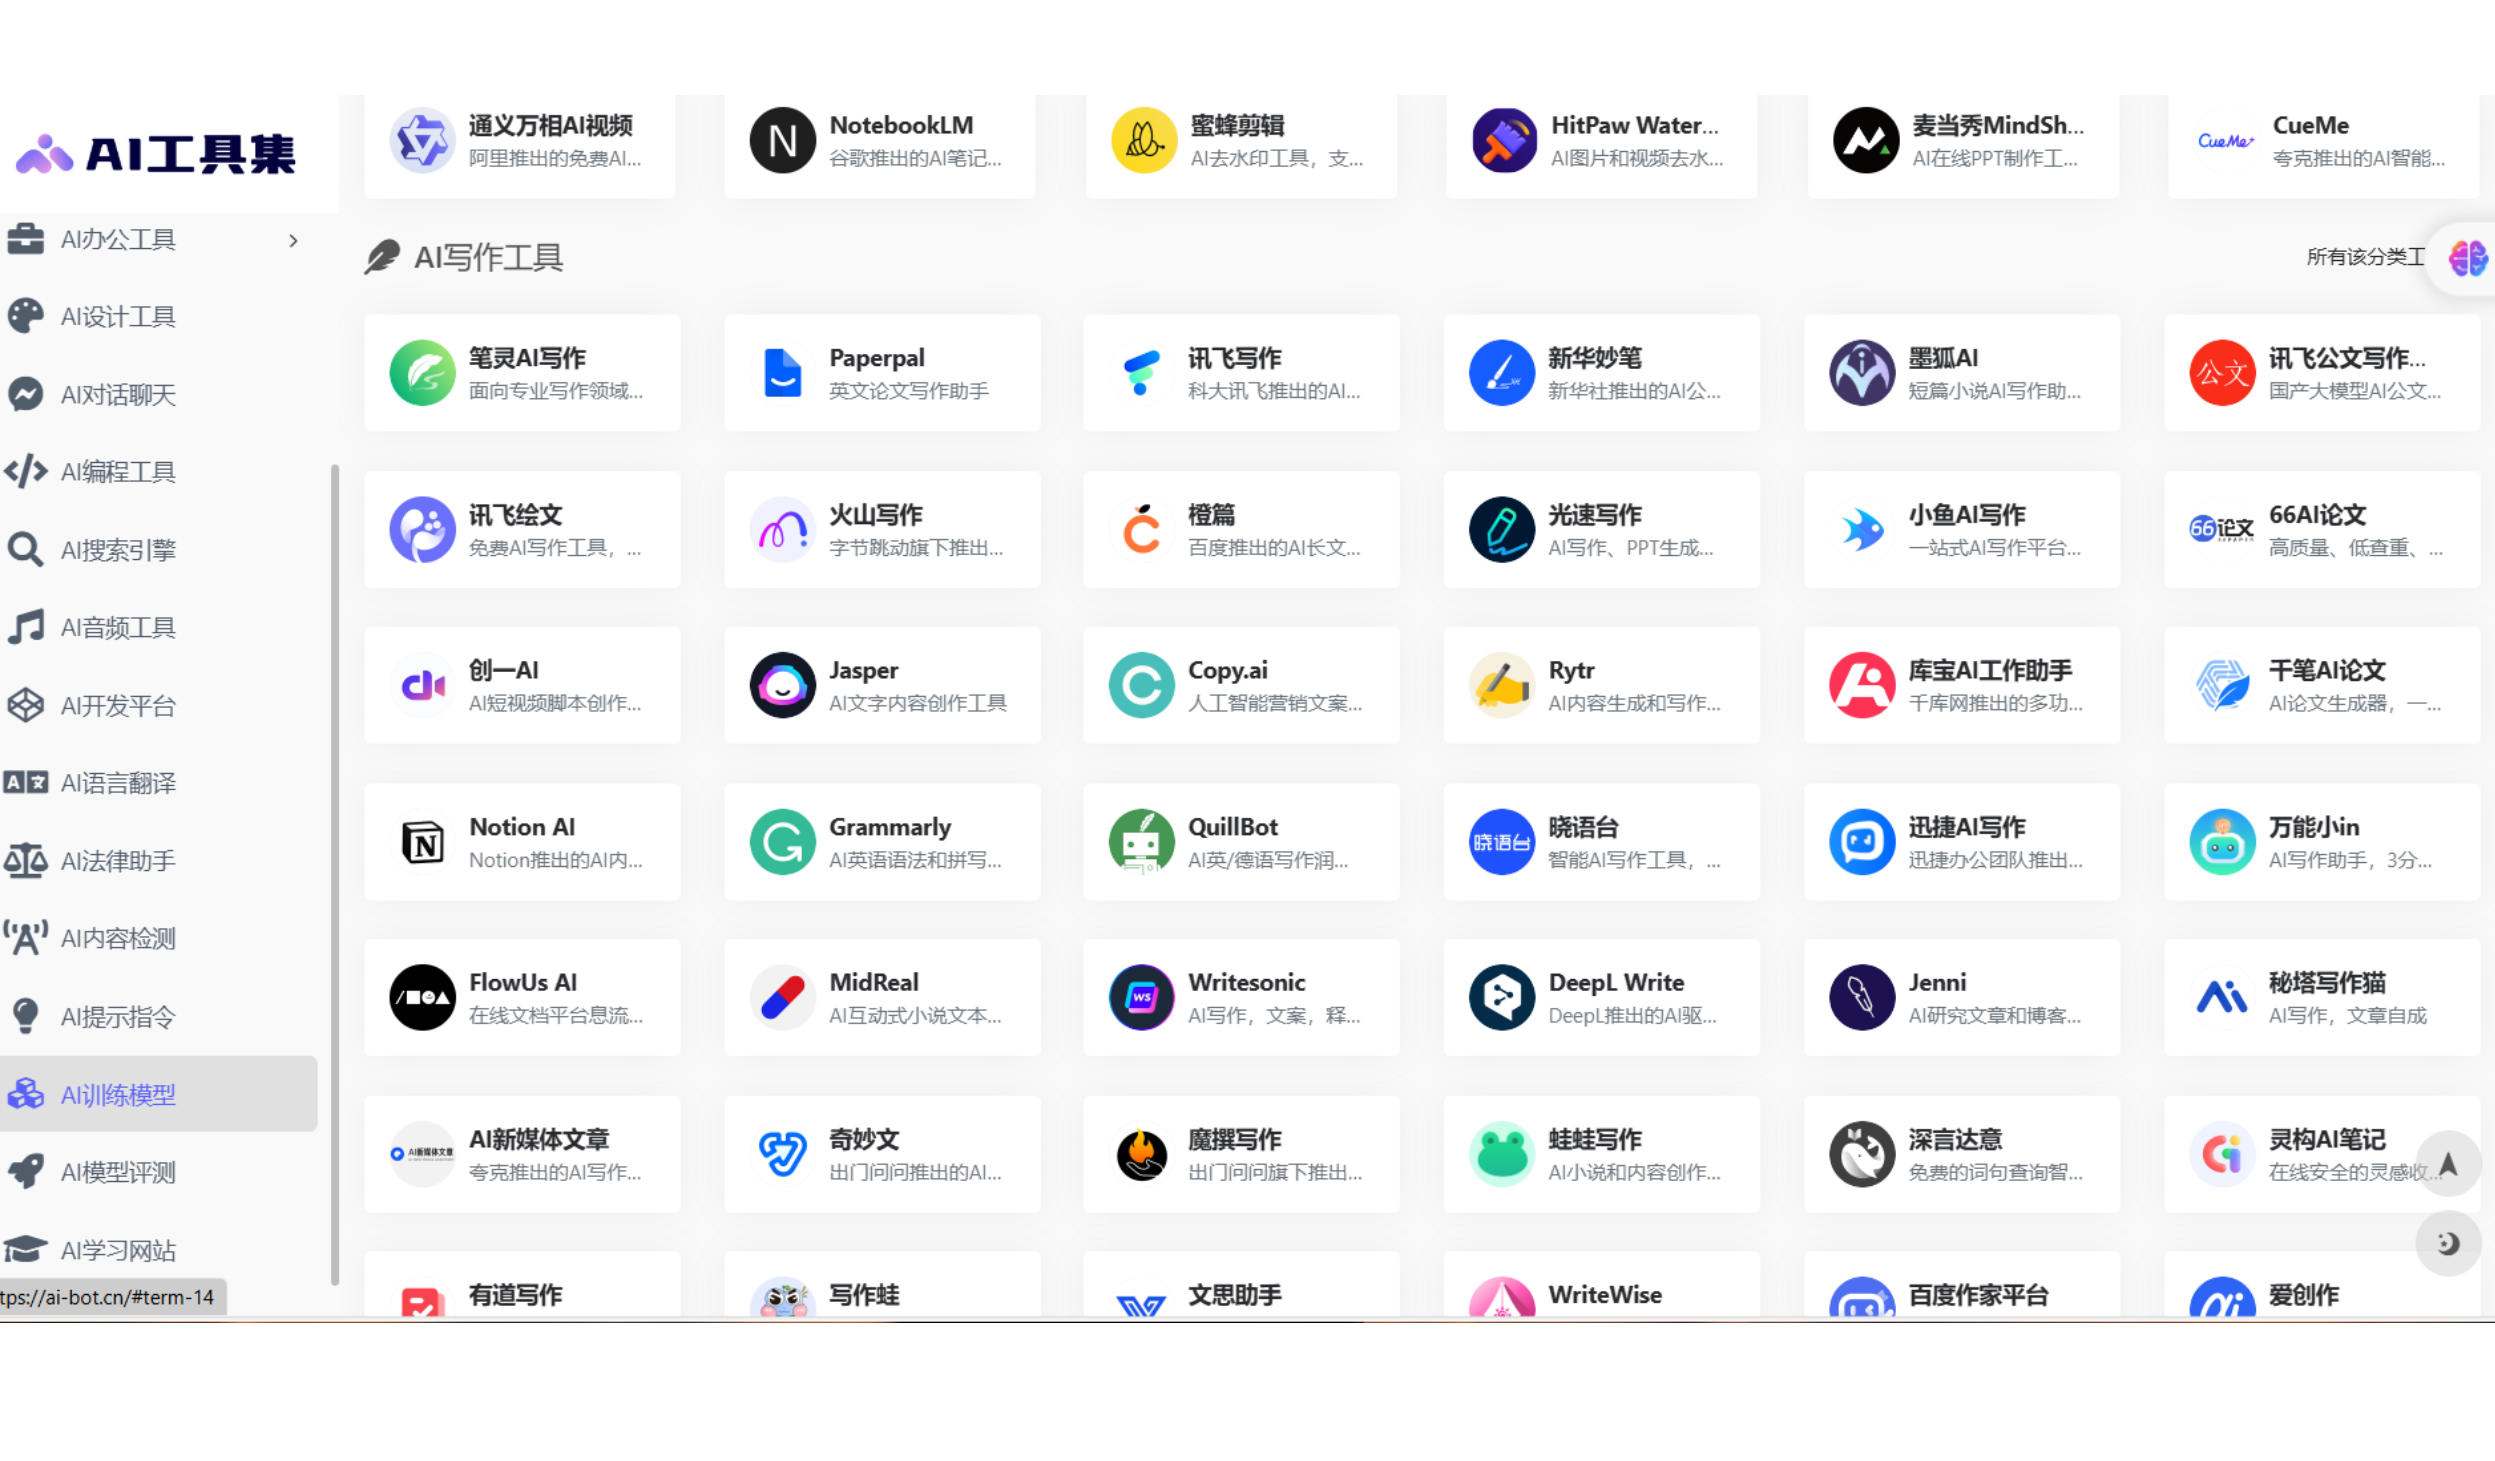 AI工具集
AI办公工具
AI设计工具
AI对话聊天
AI编程工具
AI搜索引擎
AI音频工具
AI开发平台
AI语言翻译
AI法律助手
AI内容检测
AI提示指令
AI训练模型
AI模型评测
AI学习网站
tps://ai-bot.cn/#term-14
通义万相AI视频
阿里推出的免费AI...
NotebookLM
谷歌推出的AI笔记...
蜜蜂剪辑
AI去水印工具，支...
HitPaw Water...
AI图片和视频去水...
麦当秀MindSh...
AI在线PPT制作工...
CueMe
CueMe
夸克推出的AI智能...
AI写作工具
所有该分类工
笔灵AI写作
面向专业写作领域...
Paperpal
英文论文写作助手
讯飞写作
科大讯飞推出的AI...
新华妙笔
新华社推出的AI公...
墨狐AI
短篇小说AI写作助...
公文
讯飞公文写作...
国产大模型AI公文...
讯飞绘文
免费AI写作工具，...
火山写作
字节跳动旗下推出...
橙篇
百度推出的AI长文...
光速写作
AI写作、PPT生成...
小鱼AI写作
一站式AI写作平台...
66论文
66AI论文
高质量、低查重、...
创一AI
AI短视频脚本创作...
Jasper
AI文字内容创作工具
Copy.ai
人工智能营销文案...
Rytr
AI内容生成和写作...
库宝AI工作助手
千库网推出的多功...
千笔AI论文
AI论文生成器，一...
Notion AI
Notion推出的AI内...
Grammarly
AI英语语法和拼写...
QuillBot
AI英/德语写作润...
晓语台
晓语台
智能AI写作工具，...
迅捷AI写作
迅捷办公团队推出...
万能小in
AI写作助手，3分...
FlowUs AI
在线文档平台息流...
MidReal
AI互动式小说文本...
WS
Writesonic
AI写作，文案，释...
DeepL Write
DeepL推出的AI驱...
Jenni
AI研究文章和博客...
秘塔写作猫
AI写作，文章自成
AI新媒体文章
AI新媒体文章
夸克推出的AI写作...
奇妙文
出门问问推出的AI...
魔撰写作
出门问问旗下推出...
蛙蛙写作
AI小说和内容创作...
深言达意
免费的词句查询智...
灵构AI笔记
在线安全的灵感收...
有道写作
写作蛙
文思助手
WriteWise
百度作家平台
爱创作